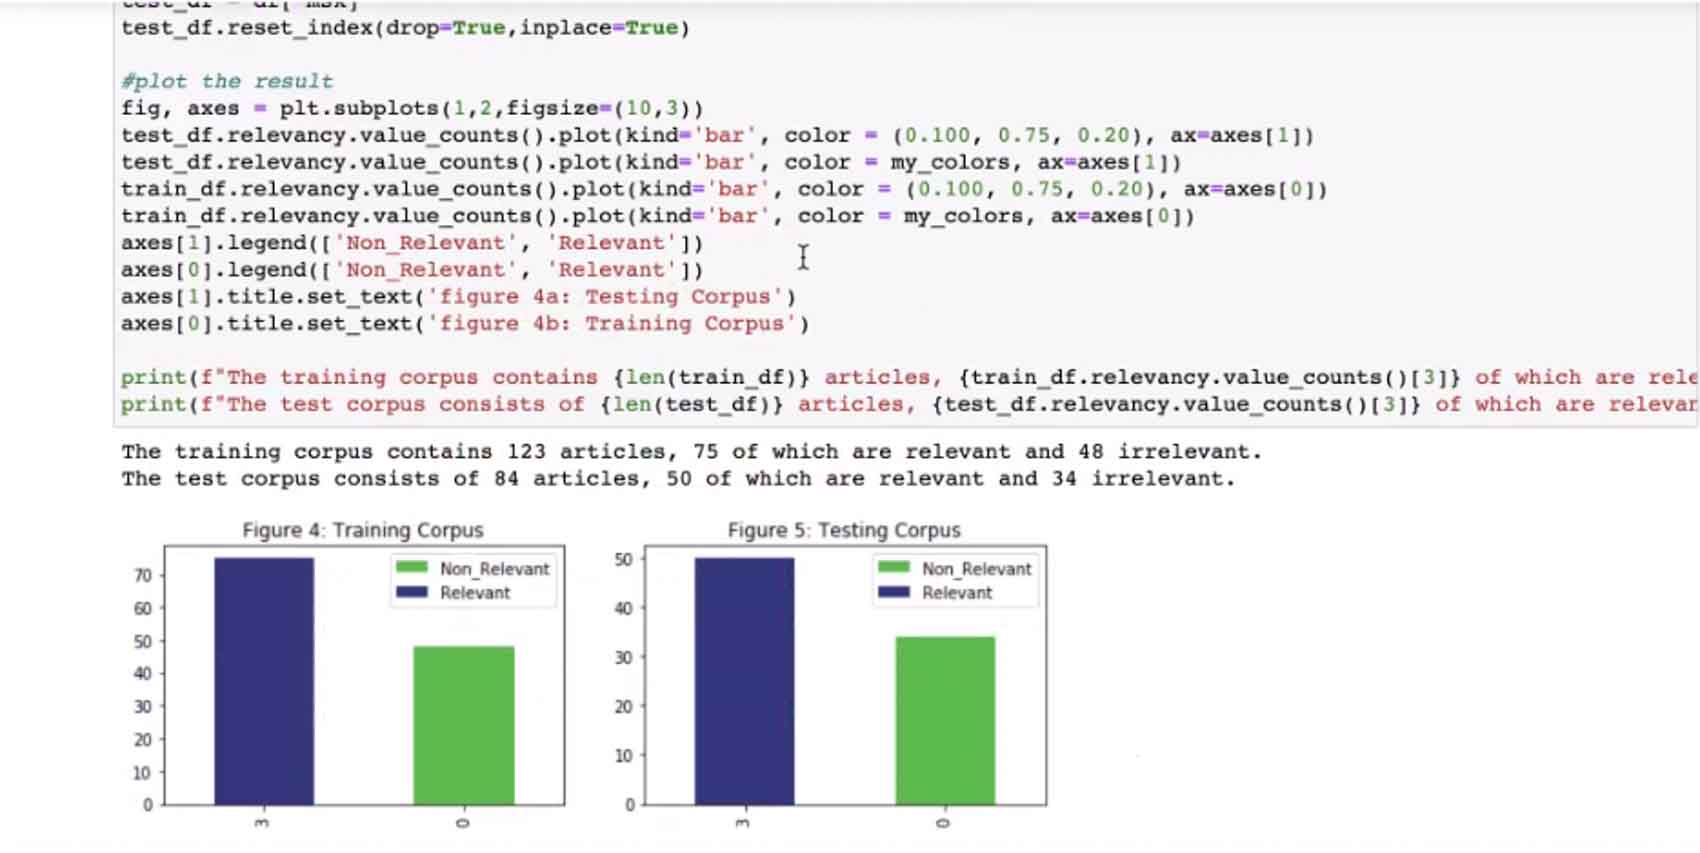 test_df = df[ msk]
test_df.reset_index(drop=True,inplace=True)
#plot the result
fig, axes = plt.subplots(1,2,figsize=(10,3))
test_df.relevancy.value_counts().plot(kind='bar', color = (0.100, 0.75, 0.20), ax=axes[1])
test_df.relevancy.value_counts().plot(kind='bar', color = my_colors, ax=axes[1])
train_df.relevancy.value_counts().plot(kind='bar', color = (0.100, 0.75, 0.20), ax=axes[0])
train_df.relevancy.value_counts().plot(kind='bar', color = my_colors, ax=axes[0])
axes[1].legend(['Non_Relevant', 'Relevant'])
axes[0].legend(['Non_Relevant', 'Relevant'])
axes[1].title.set_text('figure 4a: Testing Corpus')
axes[0].title.set_text('figure 4b: Training Corpus')
print(f"The training corpus contains {len(train_df)} articles, {train_df.relevancy.value_counts()[3]} of which are rele
print(f"The test corpus consists of {len(test_df)} articles, {test_df.relevancy.value_counts()[3]} of which are relevan
The training corpus contains 123 articles, 75 of which are relevant and 48 irrelevant.
The test corpus consists of 84 articles, 50 of which are relevant and 34 irrelevant.
Figure 4: Training Corpus
Non_Relevant
Relevant
70
60
50
40
30
20
10
0
3
0
Figure 5: Testing Corpus
Non_Relevant
Relevant
50
40
30
20
10
0
3
0